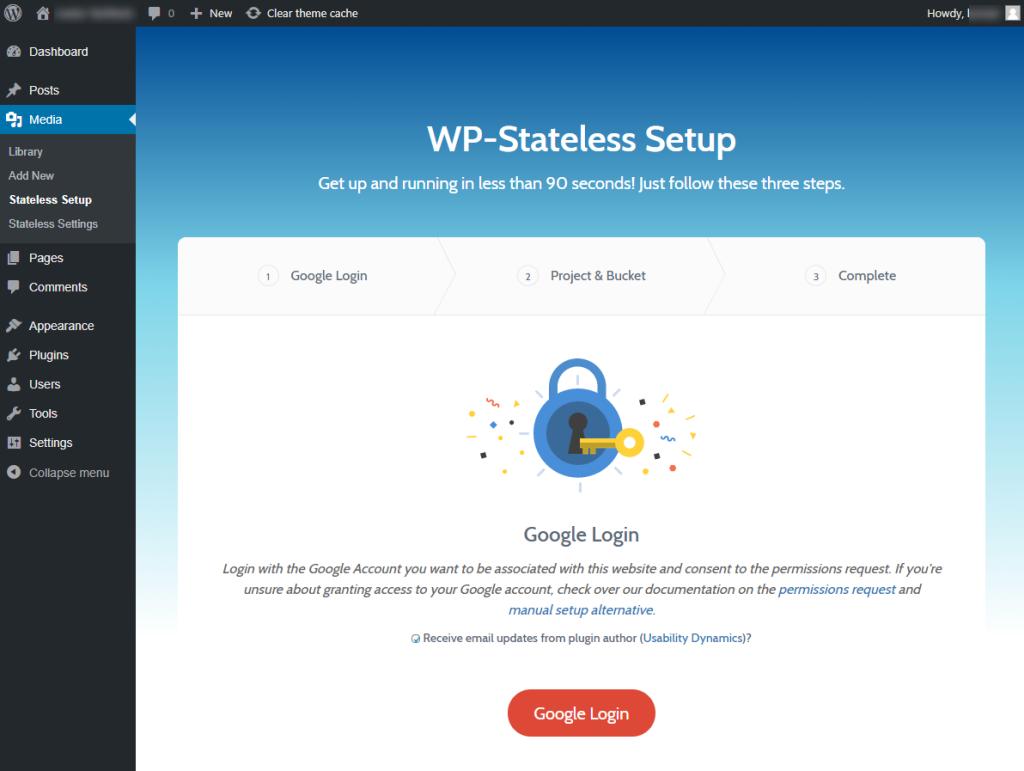 0 New Clear theme cache Howdy,
Dashboard
Posts
Media
Library
Add New
Stateless Setup
Stateless Settings
Pages
Comments
Appearance
Plugins
Users
Tools
Settings
Collapse menu
WP-Stateless Setup
Get up and running in less than 90 seconds! Just follow these three steps.
1 Google Login 2 Project & Bucket 3 Complete
Google Login
Login with the Google Account you want to be associated with this website and consent to the permissions request. If you're
unsure about granting access to your Google account, check over our documentation on the permissions request and
manual setup alternative.
Receive email updates from plugin author (Usability Dynamics)?
Google Login